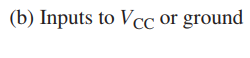 (b) Inputs to VCC or ground